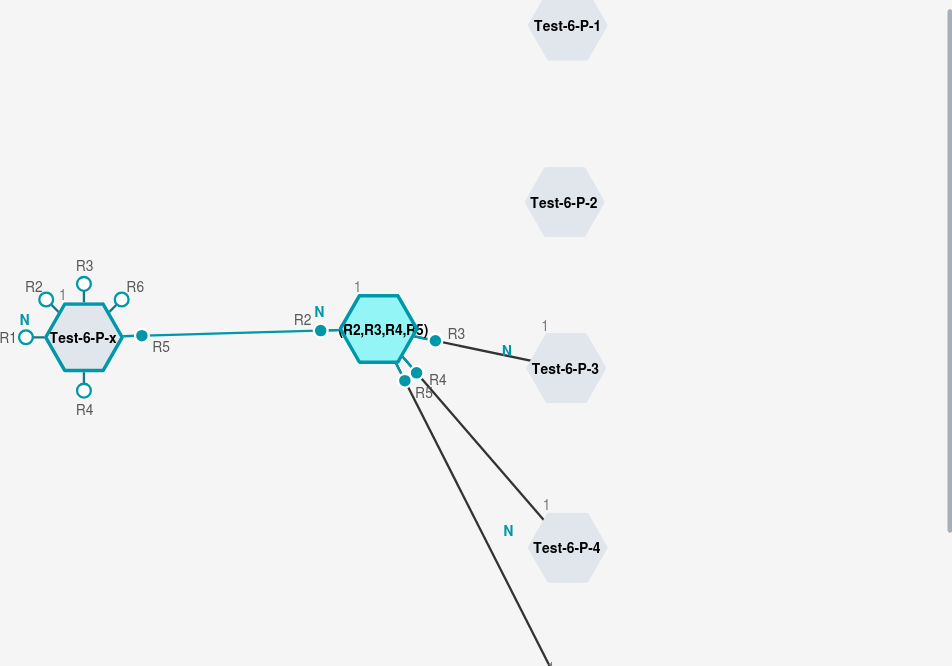 Test-6-P-1
Test-6-P-2
R3
R2
1
R6
N
R1
Test-6-P-x
R5
R4
1
N
R2
(R2,R3,R4,R5)
R3
R4
R5
1
N
Test-6-P-3
1
N
Test-6-P-4